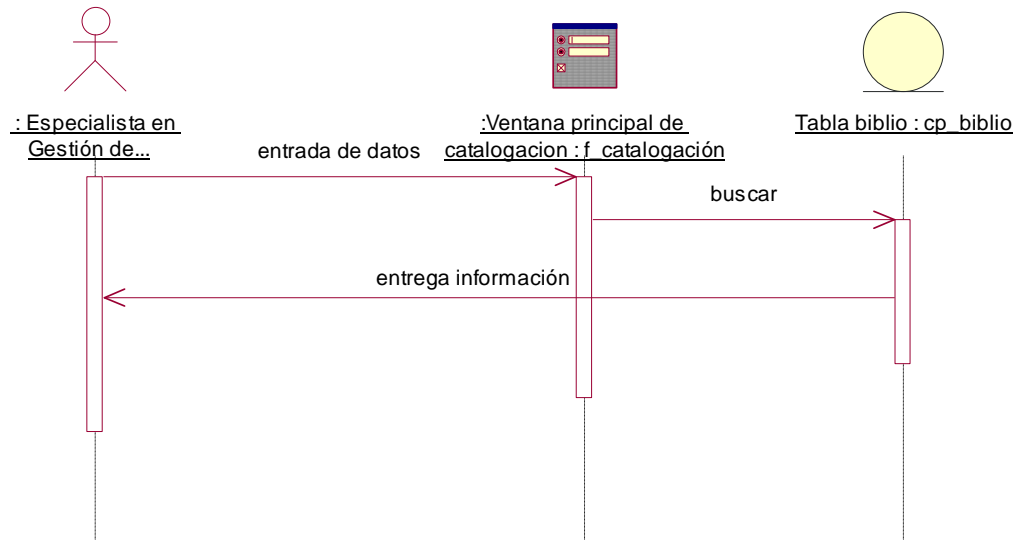 : Especialista en
Gestión de...
:Ventana principal de
catalogacion : f_catalogación
Tabla biblio : cp_biblio
entrada de datos
buscar
entrega información